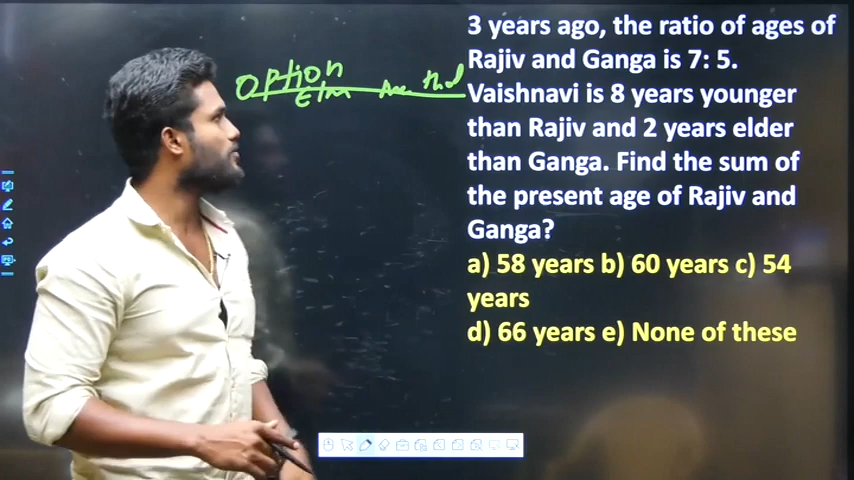 option
3 years ago, the ratio of ages of
Rajiv and Ganga is 7: 5.
Vaishnavi is 8 years younger
than Rajiv and 2 years elder
than Ganga. Find the sum of
the present age of Rajiv and
Ganga?
a) 58 years b) 60 years c) 54
years
d) 66 years e) None of these